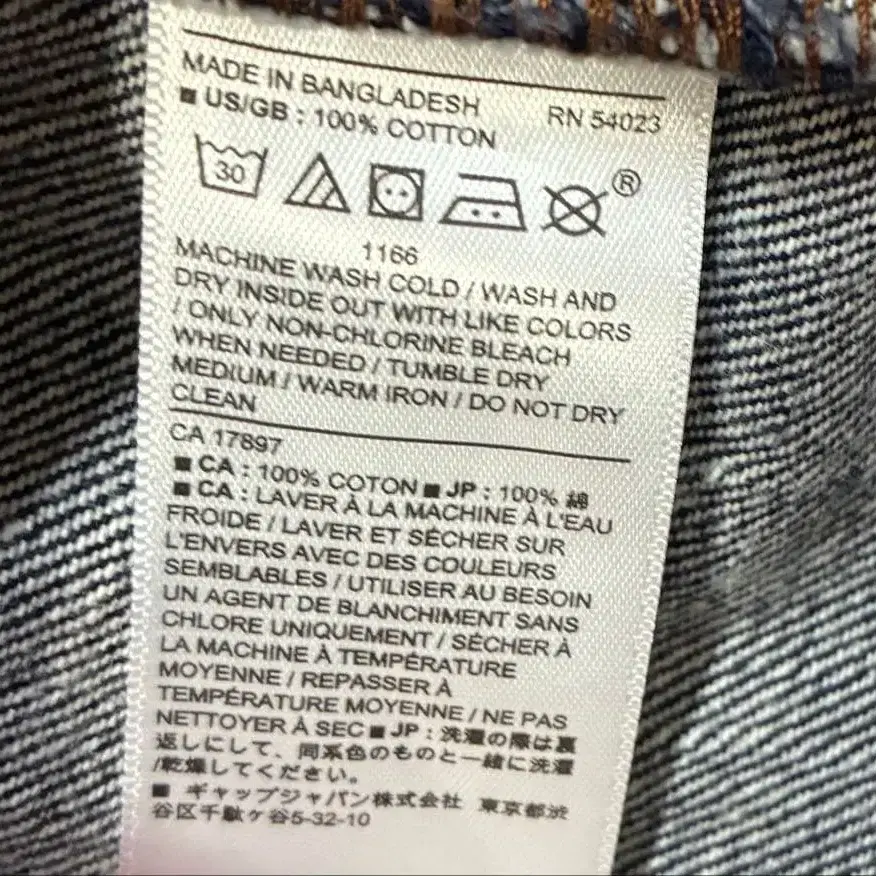 MADE IN BANGLADESH RN 54023
■ US/GB : 100% COTTON
30 ®
1166
MACHINE WASH COLD / WASH AND
DRY INSIDE OUT WITH LIKE COLORS
/ ONLY NON-CHLORINE BLEACH
WHEN NEEDED / TUMBLE DRY
MEDIUM / WARM IRON / DO NOT DRY
CLEAN
CA 17897
■ CA : 100% COTON ■ JP : 100% 綿
■ CA : LAVER À LA MACHINE À L'EAU
FROIDE / LAVER ET SÉCHER SUR
L'ENVERS AVEC DES COULEURS
SEMBLABLES / UTILISER AU BESOIN
UN AGENT DE BLANCHIMENT SANS
CHLORE UNIQUEMENT / SÉCHER À
LA MACHINE À TEMPÉRATURE
MOYENNE / REPASSER À
TEMPÉRATURE MOYENNE / NE PAS
NETTOYER À SEC ■ JP : 洗濯の際は裏
返しにして、同系色のものと一緒に洗濯
/乾燥してください。
■ ギャップジャパン株式会社 東京都渋
谷区千駄ヶ谷5-32-10